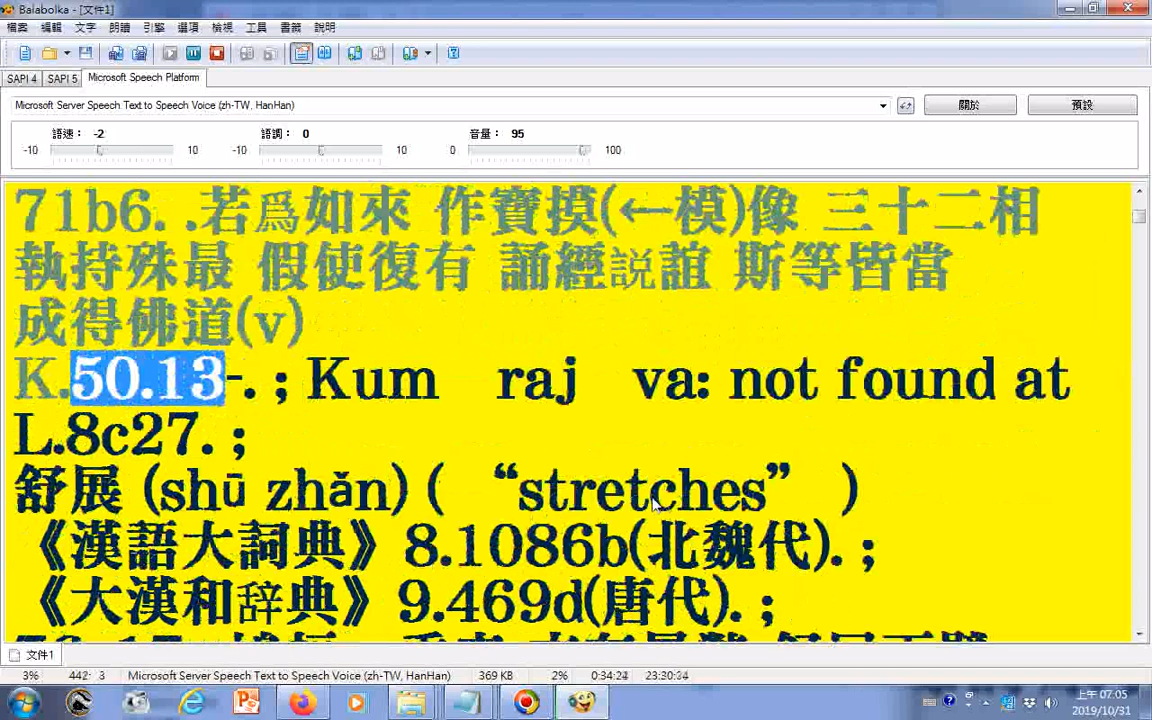 Balabolka - [文件1]
檔案 編輯 文字 朗讀 引擎 選項 檢視 工具 書籤 說明
SAPI 4 SAPI 5 Microsoft Speech Platform
Microsoft Server Speech Text to Speech Voice (zh-TW, HanHan) 關於 預設
語速： -2 語調： 0 音量： 95
-10 10 -10 10 0 100
71b6. .若爲如來 作寶摸(←模)像 三十二相
執持殊最 假使復有 誦經説誼 斯等皆當
成得佛道(v)
K.50.13-. ; Kum raj va: not found at
L.8c27. ;
舒展 (shū zhǎn) ( “stretches” )
《漢語大詞典》 8.1086b(北魏代). ;
《大漢和辞典》 9.469d(唐代). ;
文件1
3% 442: 3 Microsoft Server Speech Text to Speech Voice (zh-TW, HanHan) 369 KB 2% 0:34:24 23:30:34
上午 07:05
2019/10/31